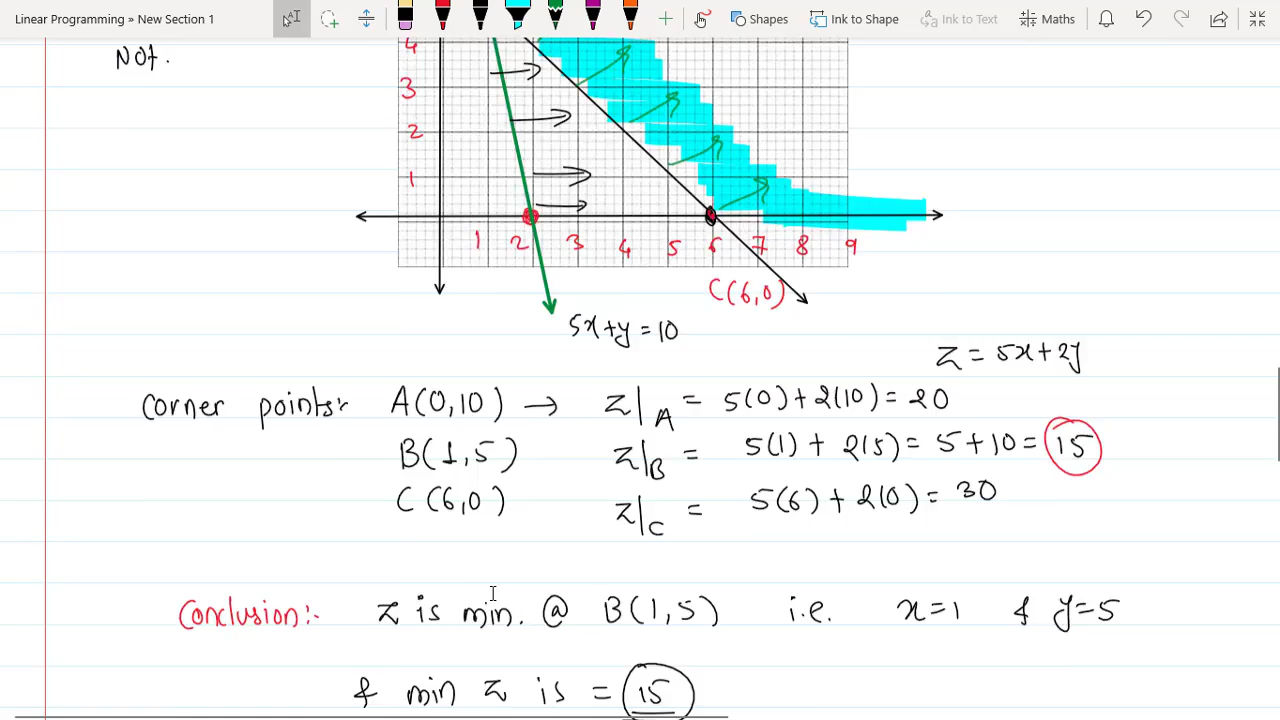 Linear Programming » New Section 1
Shapes
Ink to Shape
Ink to Text
Maths
Not.
4
3
2
1
1 2 3 4 5 6 7 8 9
C(6,0)
5x+y=10
Z = 5x+2y
Corner points:- A(0,10) → Z|A = 5(0)+2(10)=20
B(1,5) Z|B = 5(1) + 2(5) = 5+10= 15
C(6,0) Z|C = 5(6)+2(0)= 30
Conclusion:- Z is min. @ B(1,5) i.e. x=1 & y=5
& min Z is = 15